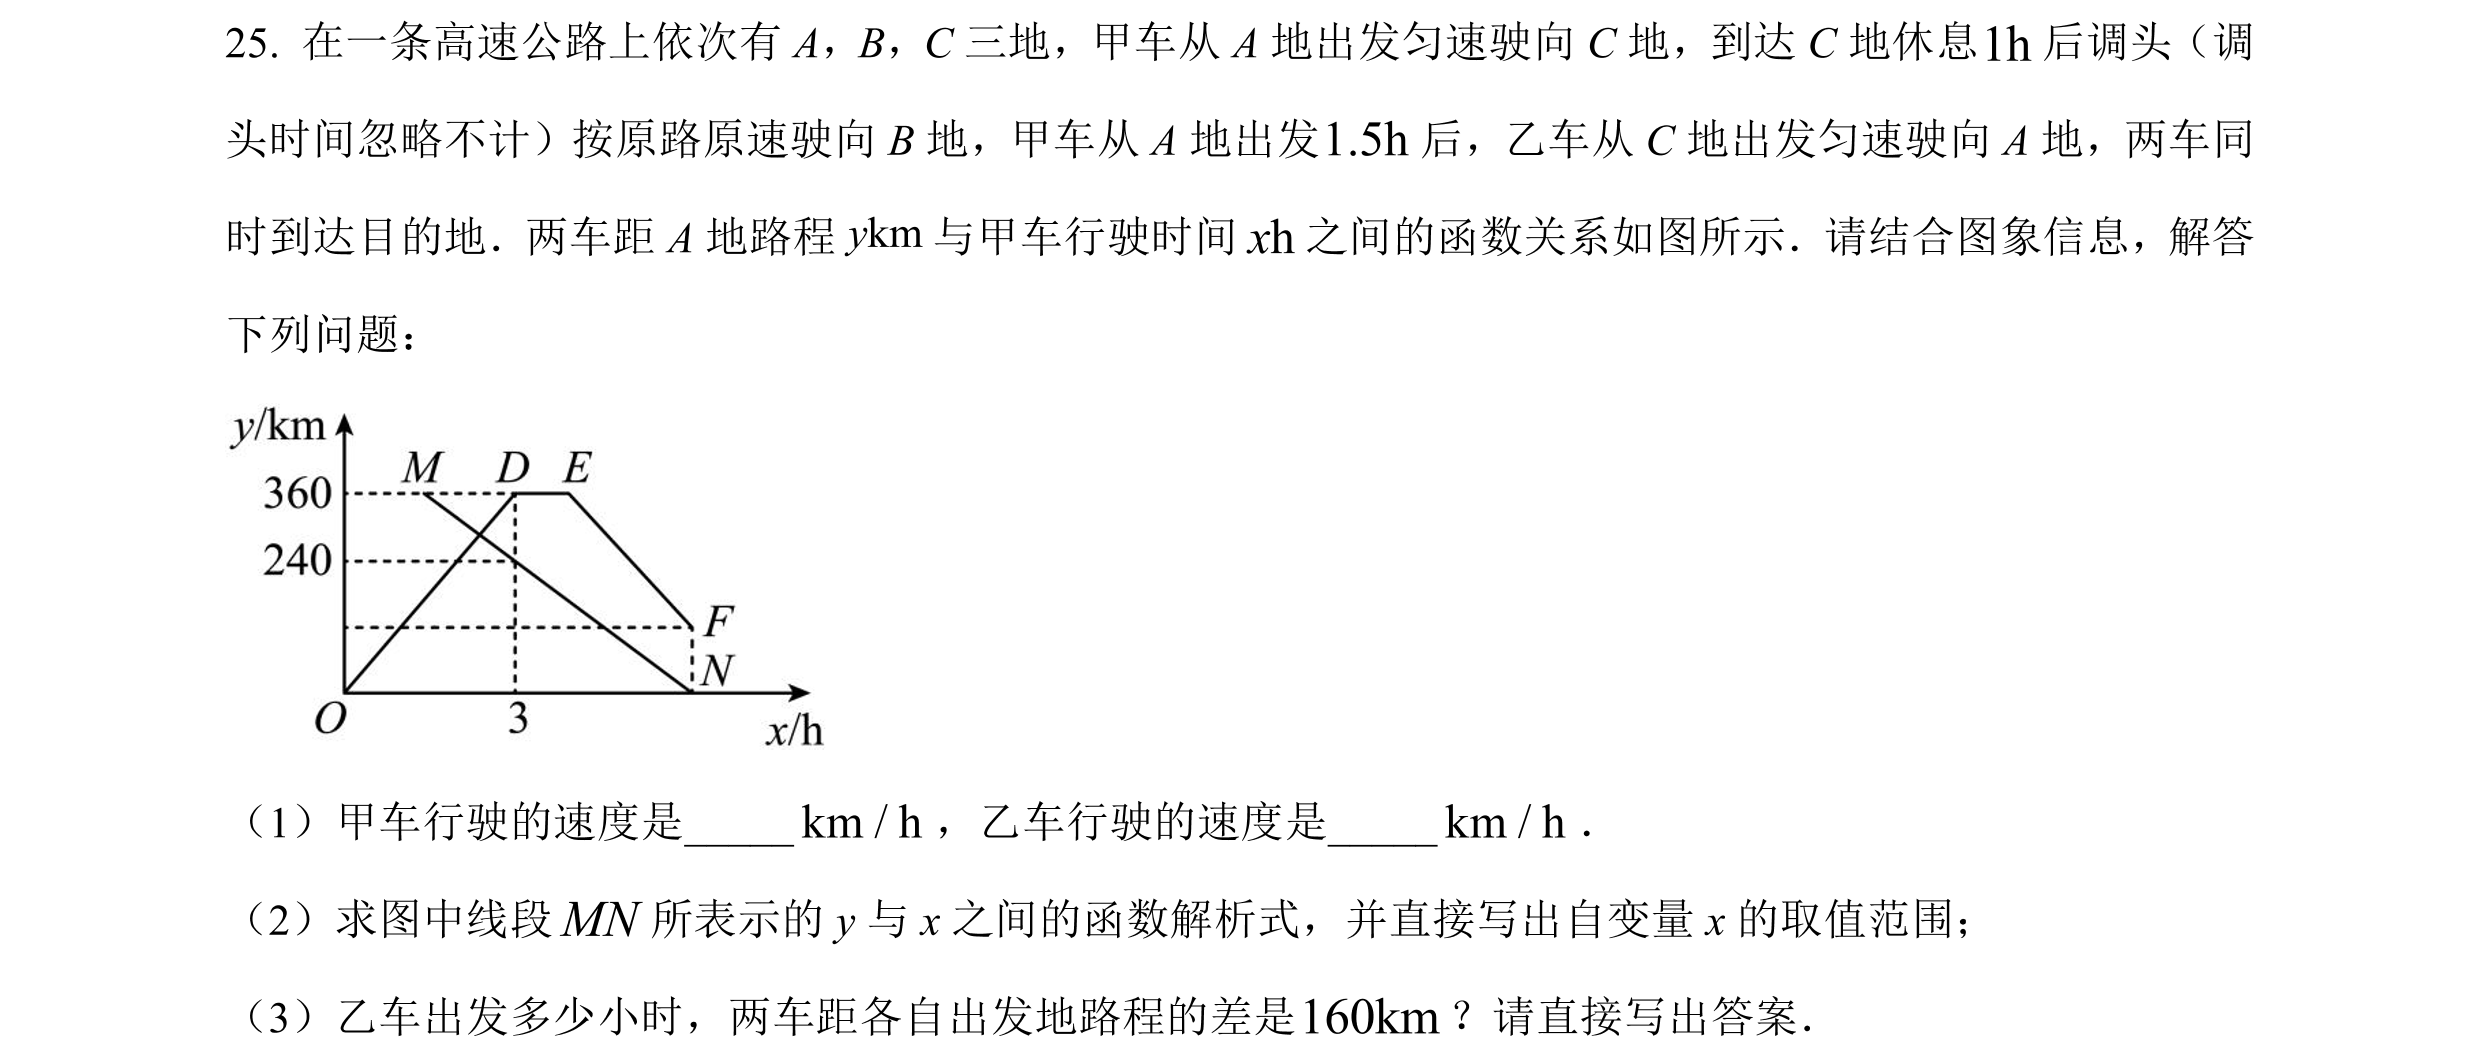 25. 在一条高速公路上依次有 A，B，C 三地，甲车从 A 地出发匀速驶向 C 地，到达 C 地休息1h 后调头（调
头时间忽略不计）按原路原速驶向 B 地，甲车从 A 地出发1.5h 后，乙车从 C 地出发匀速驶向 A 地，两车同
时到达目的地．两车距 A 地路程 ykm 与甲车行驶时间 xh 之间的函数关系如图所示．请结合图象信息，解答
下列问题：
y/km
M D E
360
240
F
N
O 3 x/h
（1）甲车行驶的速度是_____km / h，乙车行驶的速度是_____km / h．
（2）求图中线段 MN 所表示的 y 与 x 之间的函数解析式，并直接写出自变量 x 的取值范围；
（3）乙车出发多少小时，两车距各自出发地路程的差是160km？请直接写出答案．